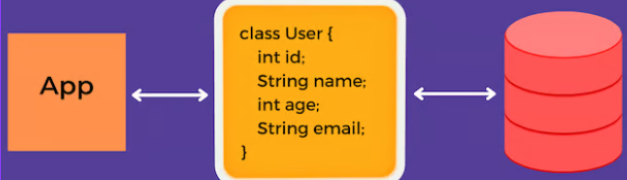 App
class User {
int id;
String name;
int age;
String email;
}